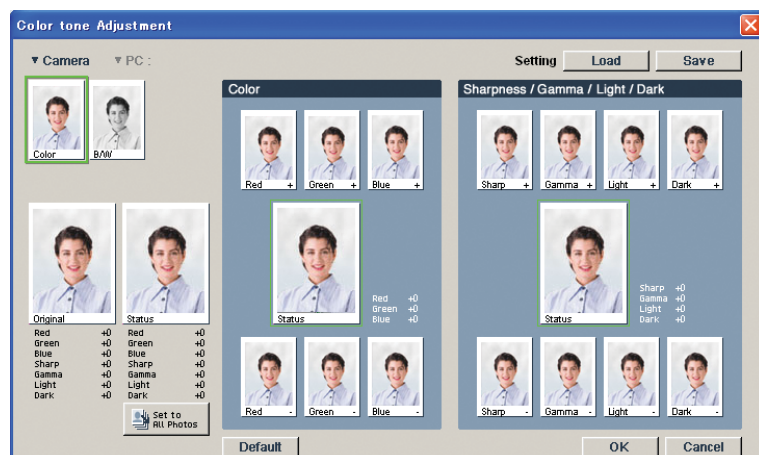 Color tone Adjustment
▼ Camera ▼ PC : Setting Load Save
Color B/W
Color
Red + Green + Blue +
Status
Red +0
Green +0
Blue +0
Red - Green - Blue -
Sharpness / Gamma / Light / Dark
Sharp + Gamma + Light + Dark +
Status
Sharp +0
Gamma +0
Light +0
Dark +0
Sharp - Gamma - Light - Dark -
Original Status
Red +0 Red +0
Green +0 Green +0
Blue +0 Blue +0
Sharp +0 Sharp +0
Gamma +0 Gamma +0
Light +0 Light +0
Dark +0 Dark +0
Set to
All Photos
Default OK Cancel